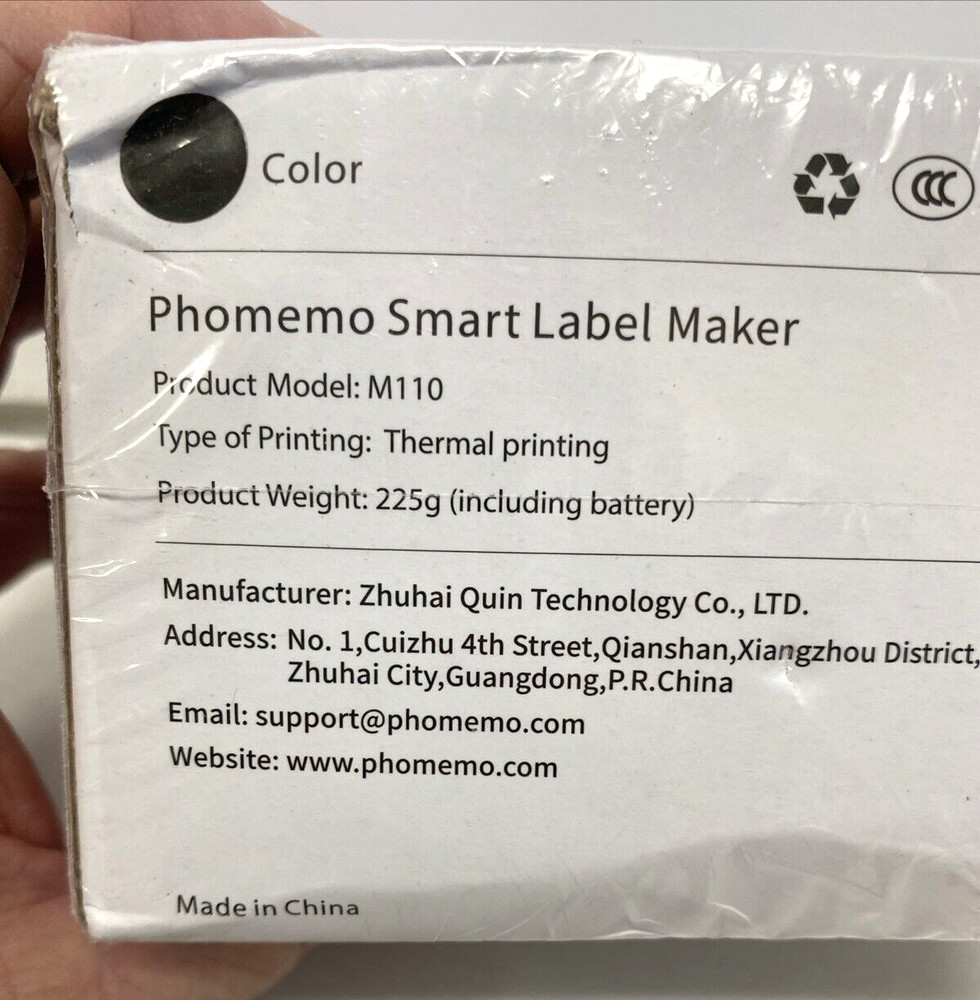 Color
CCC
Phomemo Smart Label Maker
Product Model: M110
Type of Printing: Thermal printing
Product Weight: 225g (including battery)
Manufacturer: Zhuhai Quin Technology Co., LTD.
Address: No. 1,Cuizhu 4th Street,Qianshan,Xiangzhou District,
Zhuhai City,Guangdong,P.R.China
Email: support@phomemo.com
Website: www.phomemo.com
Made in China